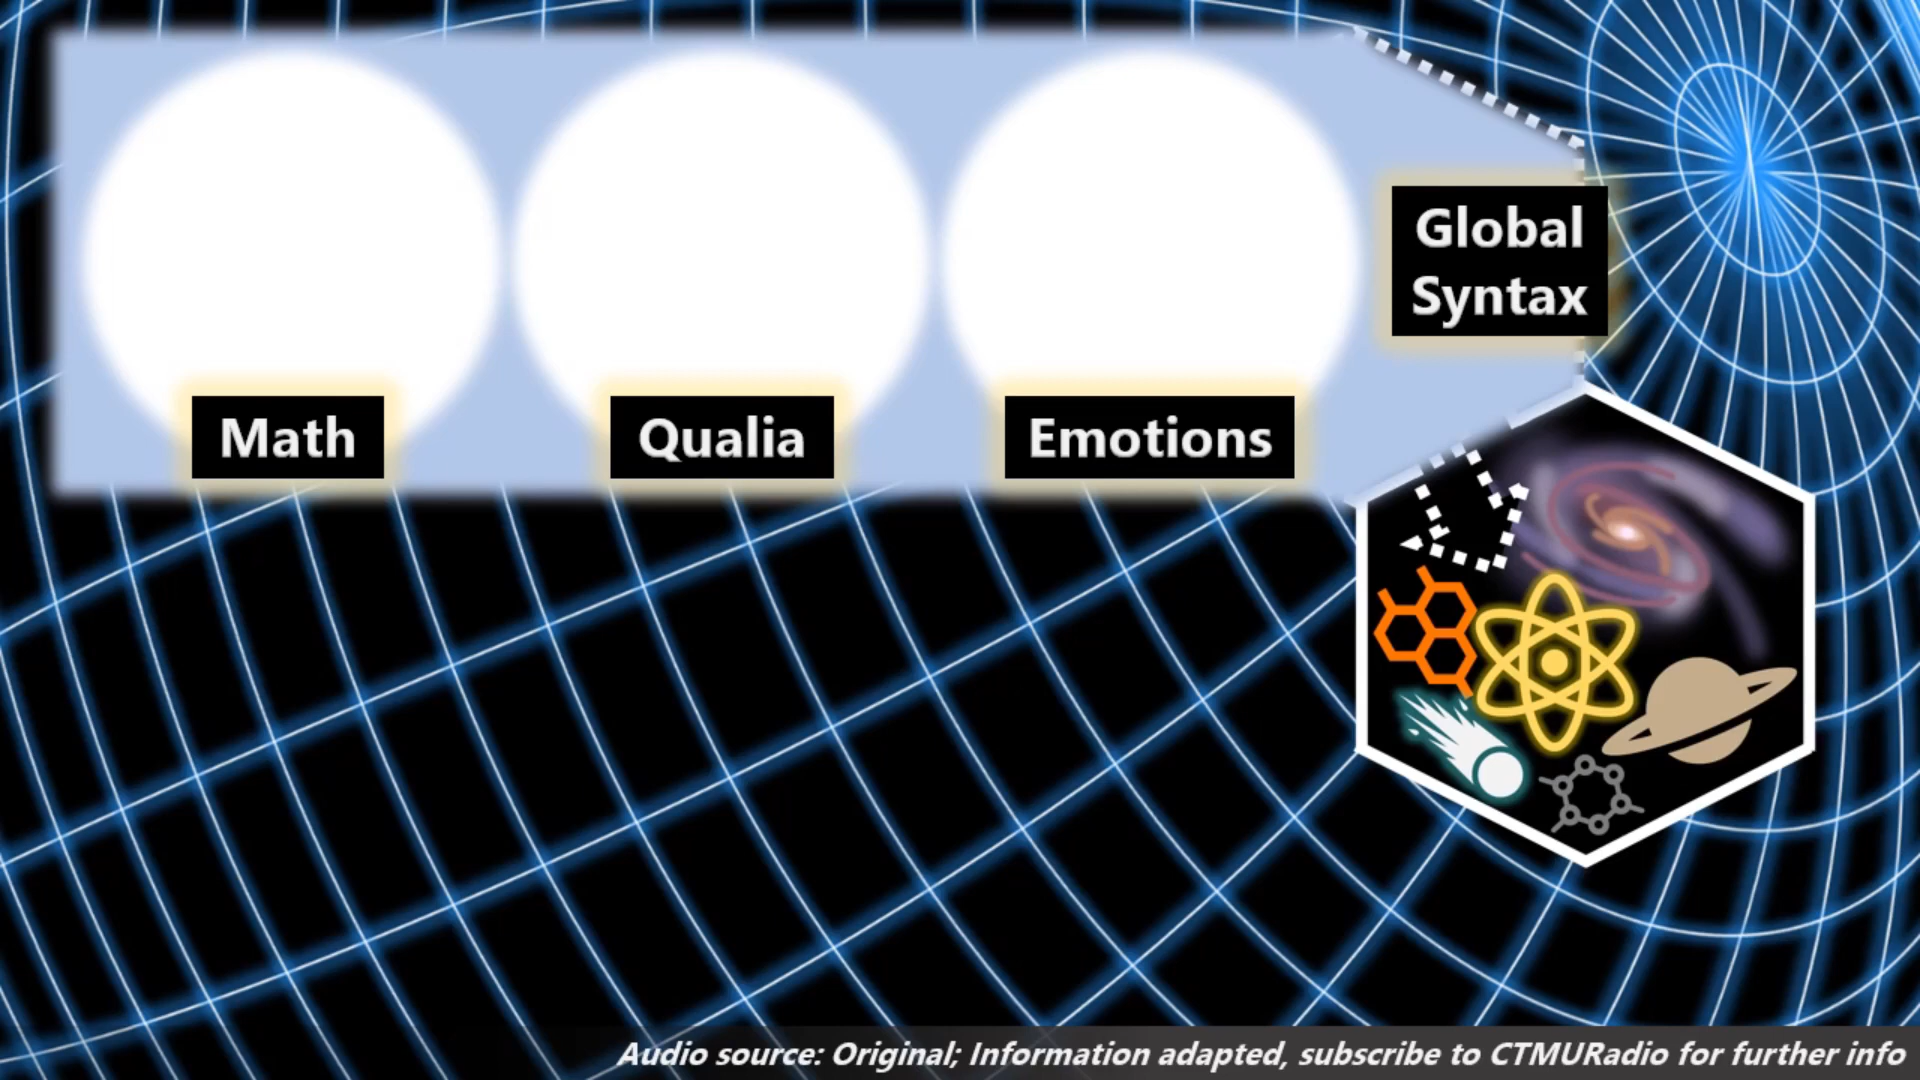 Global
Syntax
Math
Qualia
Emotions
Audio source: Original; Information adapted, subscribe to CTMURadio for further info